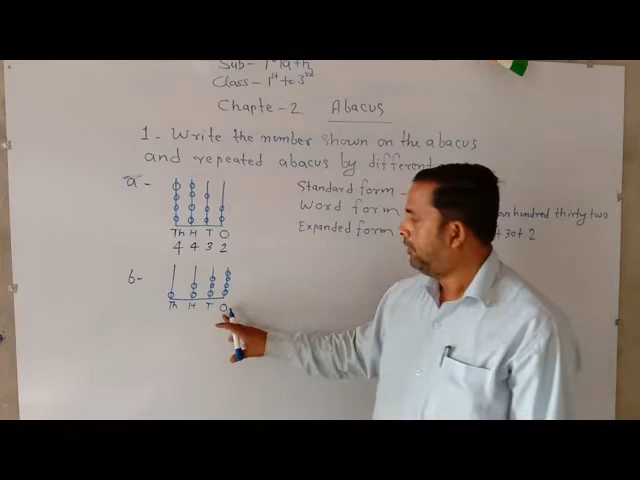 Sub - Math
Class - 1st to 3rd
Chapte - 2 Abacus
1 - Write the number shown on the abacus
and repeated abacus by different
a -
Standard form -
Word form hundred thirty two
Expanded form + 30+ 2
Th H T O
4 4 3 2
b -
Th H T O